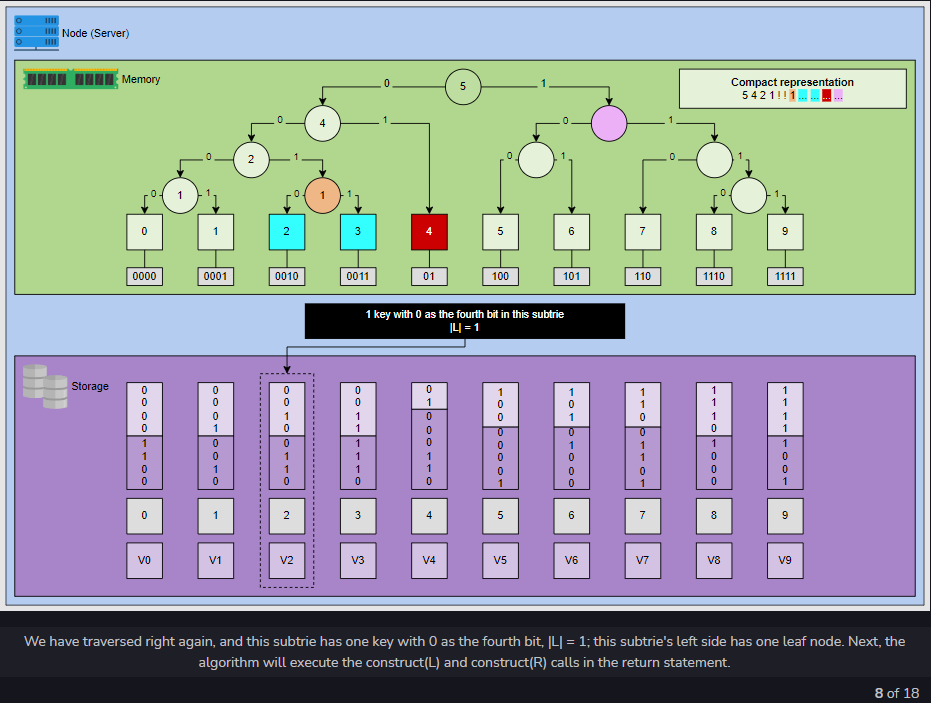 Node (Server)
Memory
Compact representation
5 4 2 1 ! ! 1 ... ... ... ...
5
0 1
4
0 1 0 1
2
0 1 0 1 0 1
1 1
0 1 0 1 0 1
0 1 2 3 4 5 6 7 8 9
0000 0001 0010 0011 01 100 101 110 1110 1111
1 key with 0 as the fourth bit in this subtrie
|L| = 1
Storage
0 0 0 0 0 1 1 1 1 1
0 0 0 0 1 0 0 1 1 1
0 0 1 1 0 0 1 0 1 1
0 1 0 1 0 0 0 0 0 1
1 0 0 1 0 0 1 1 1 1
1 0 1 1 1 0 0 1 0 0
0 1 1 1 1 0 0 0 0 0
0 0 0 0 0 1 0 1 0 1
0 1 2 3 4 5 6 7 8 9
V0 V1 V2 V3 V4 V5 V6 V7 V8 V9
We have traversed right again, and this subtrie has one key with 0 as the fourth bit, |L| = 1; this subtrie's left side has one leaf node. Next, the
algorithm will execute the construct(L) and construct(R) calls in the return statement.
8 of 18